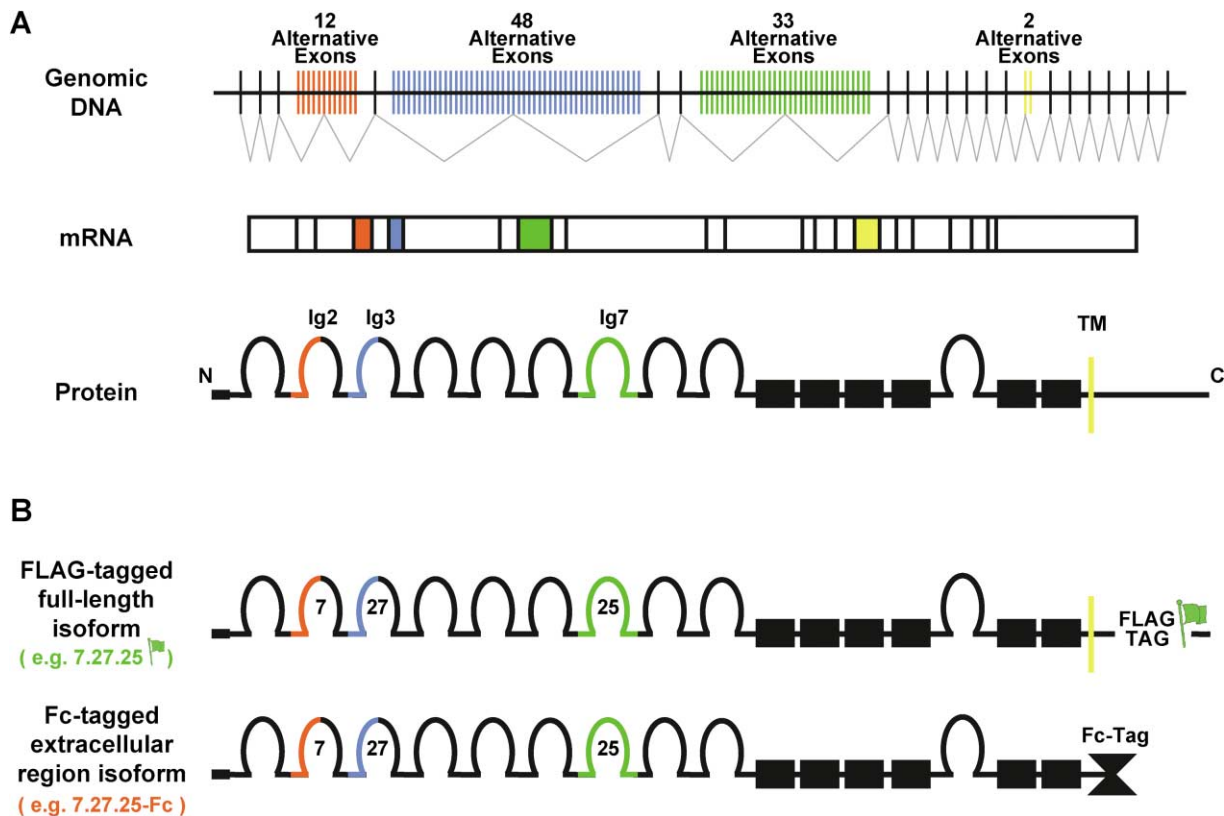 A
12
Alternative
Exons
48
Alternative
Exons
33
Alternative
Exons
2
Alternative
Exons
Genomic
DNA
mRNA
Ig2
Ig3
Ig7
TM
N
C
Protein
B
FLAG-tagged
full-length
isoform
( e.g. 7.27.25 )
7
27
25
FLAG
TAG
Fc-tagged
extracellular
region isoform
( e.g. 7.27.25-Fc )
7
27
25
Fc-Tag